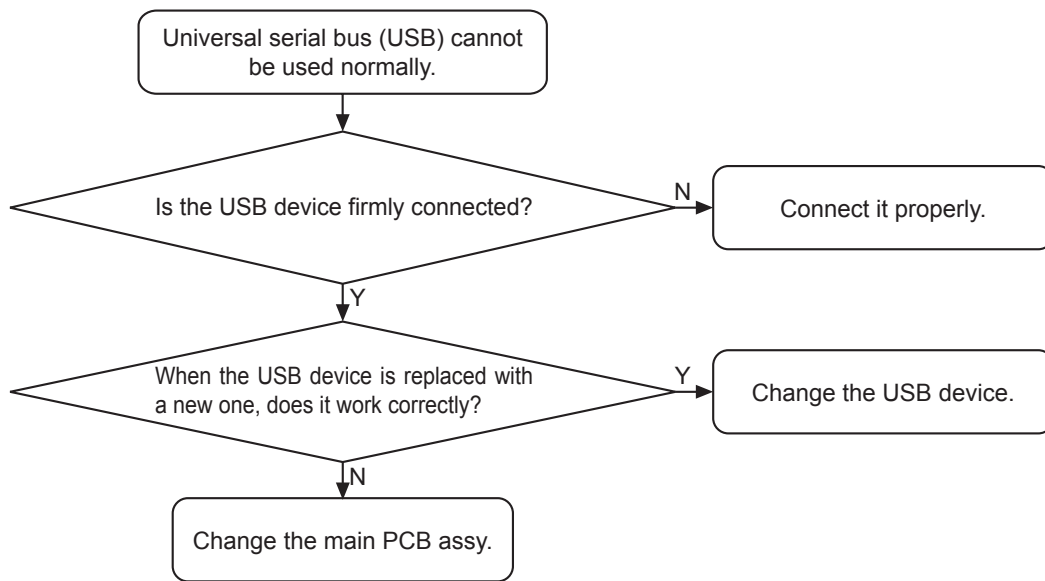 Universal serial bus (USB) cannot
be used normally.
Is the USB device firmly connected?
N
Connect it properly.
Y
When the USB device is replaced with
a new one, does it work correctly?
Y
Change the USB device.
N
Change the main PCB assy.